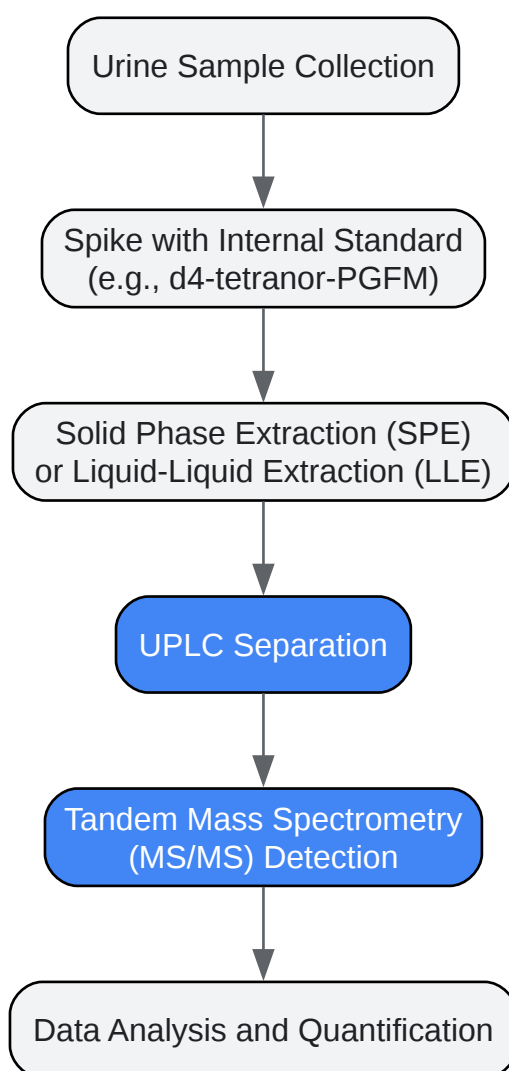 Urine Sample Collection
Spike with Internal Standard
(e.g., d4-tetranor-PGFM)
Solid Phase Extraction (SPE)
or Liquid-Liquid Extraction (LLE)
UPLC Separation
Tandem Mass Spectrometry
(MS/MS) Detection
Data Analysis and Quantification